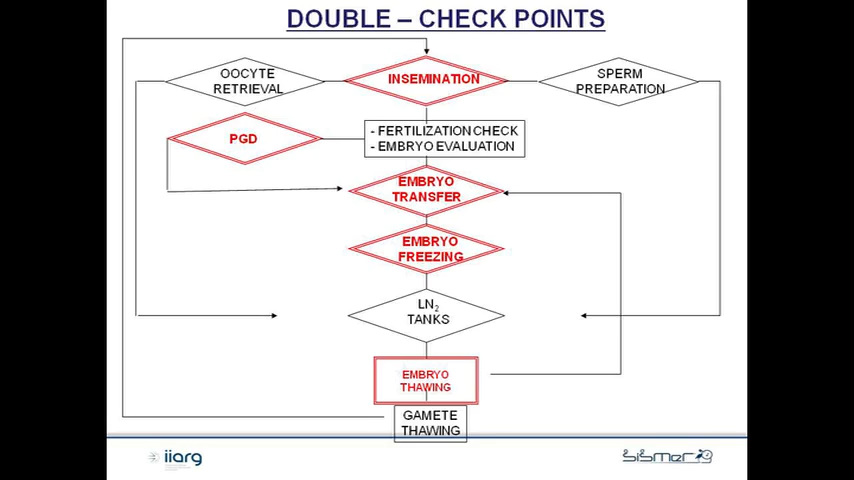 DOUBLE – CHECK POINTS
OOCYTE
RETRIEVAL
INSEMINATION
SPERM
PREPARATION
PGD
- FERTILIZATION CHECK
- EMBRYO EVALUATION
EMBRYO
TRANSFER
EMBRYO
FREEZING
LN2
TANKS
EMBRYO
THAWING
GAMETE
THAWING
iiarg
sismer